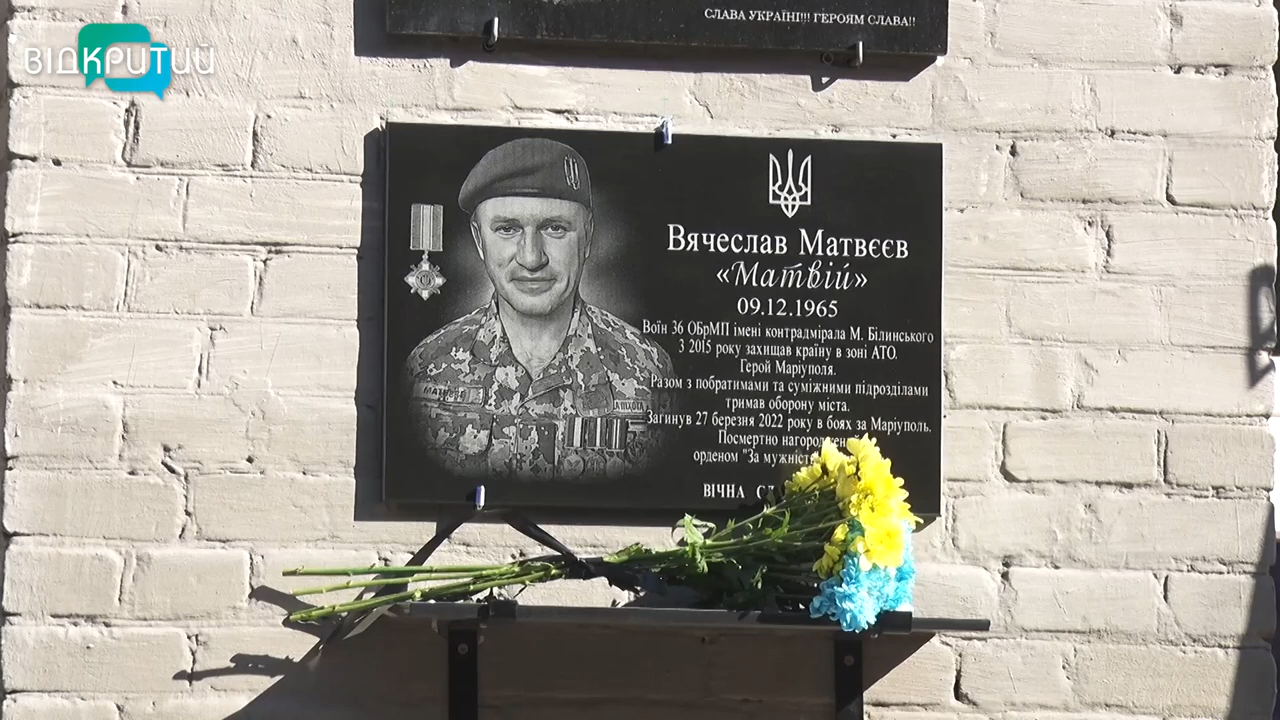 СЛАВА УКРАЇНІ!!! ГЕРОЯМ СЛАВА!!
ВІДКРИТИЙ
Вячеслав Матвєєв
«Матвій»
09.12.1965
Воїн 36 ОБрМП імені контрадмірала М. Білинського
З 2015 року захищав країну в зоні АТО.
Герой Маріуполя.
Разом з побратимами та суміжними підрозділами
тримав оборону міста.
Загинув 27 березня 2022 року в боях за Маріуполь.
Посмертно
орденом "За
ВІЧНА